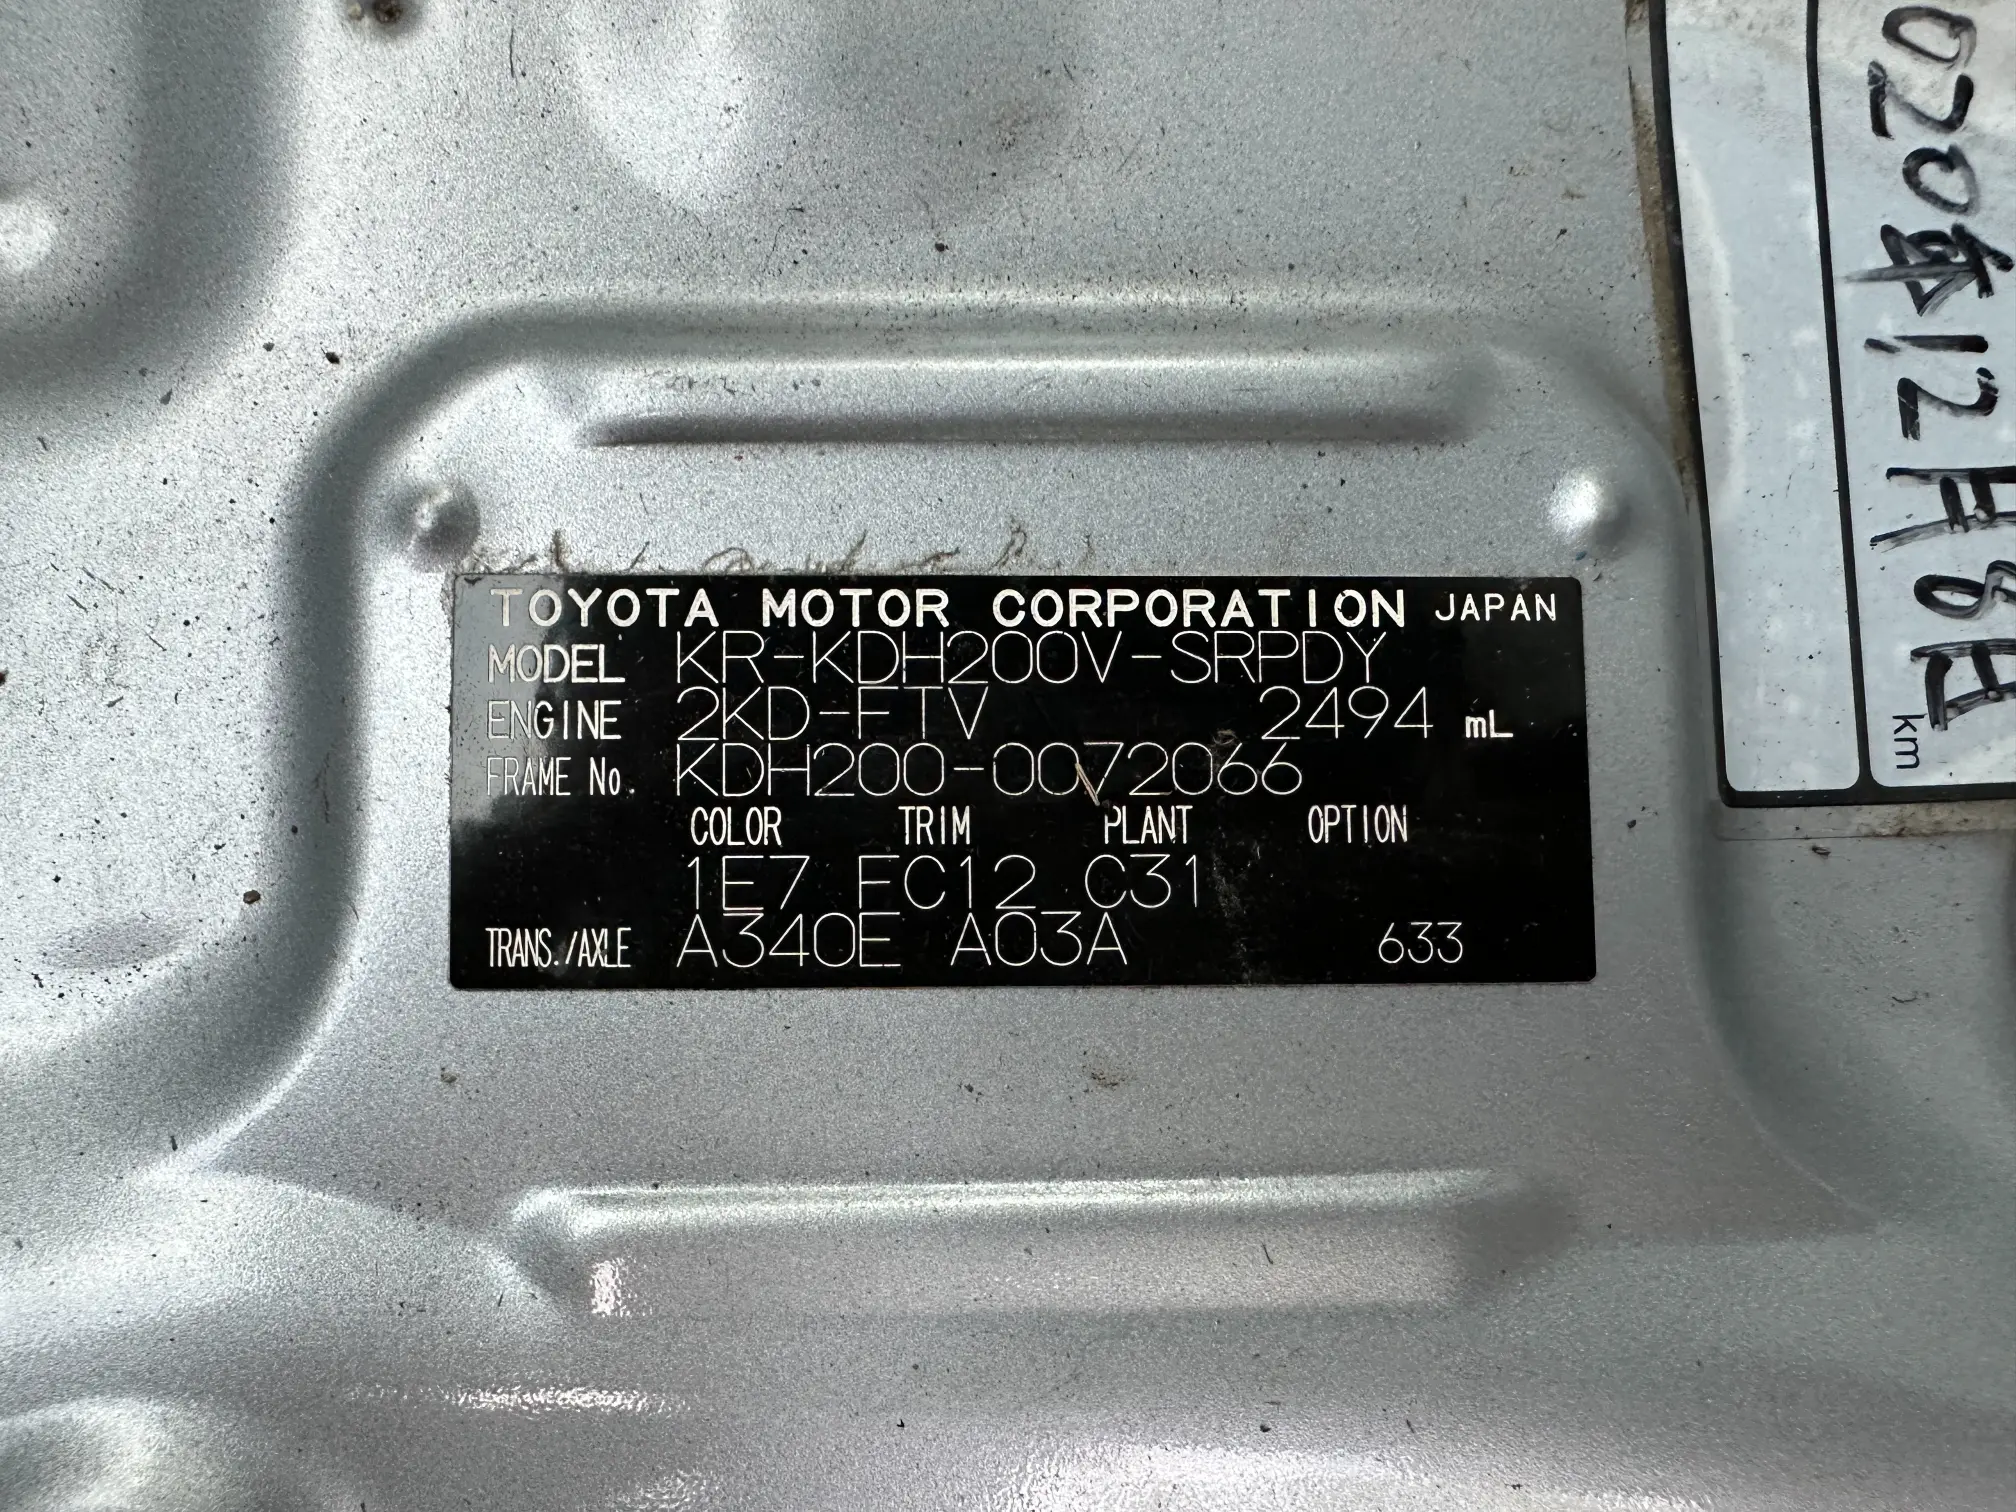 TOYOTA MOTOR CORPORATION JAPAN
MODEL KR-KDH200V-SRPDY
ENGINE 2KD-FTV 2494 mL
FRAME No. KDH200-0072066
COLOR TRIM PLANT OPTION
1E7 FC12 C31
TRANS./AXLE A340E A03A 633
020年12月8日
km